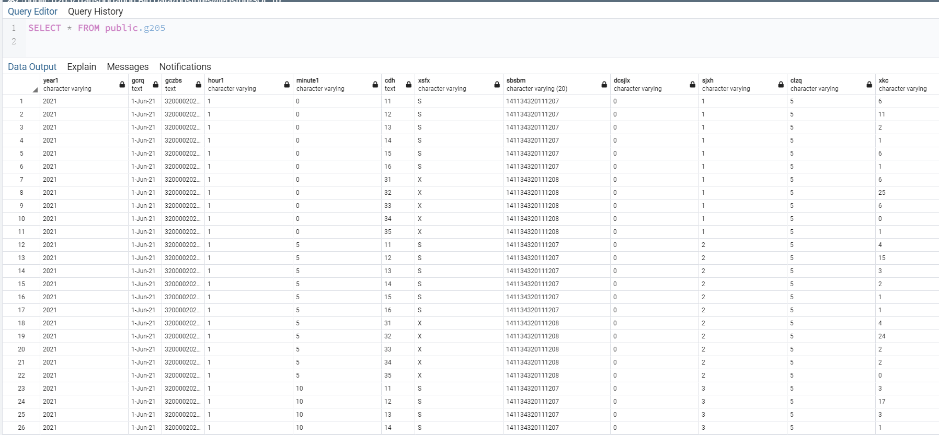 Query Editor Query History
1 SELECT * FROM public.g205
2
Data Output Explain Messages Notifications
year1 gcrq gczbs hour1 minute1 cdh xsfx sbsbm dcsjlx sjxh clzq xkc
character varying text text character varying character varying text character varying character varying (20) character varying character varying character varying character varying
1 2021 1-Jun-21 320000202... 1 0 11 S 141134320111207 0 1 5 6
2 2021 1-Jun-21 320000202... 1 0 12 S 141134320111207 0 1 5 11
3 2021 1-Jun-21 320000202... 1 0 13 S 141134320111207 0 1 5 2
4 2021 1-Jun-21 320000202... 1 0 14 S 141134320111207 0 1 5 1
5 2021 1-Jun-21 320000202... 1 0 15 S 141134320111207 0 1 5 6
6 2021 1-Jun-21 320000202... 1 0 16 S 141134320111207 0 1 5 1
7 2021 1-Jun-21 320000202... 1 0 31 X 141134320111208 0 1 5 6
8 2021 1-Jun-21 320000202... 1 0 32 X 141134320111208 0 1 5 25
9 2021 1-Jun-21 320000202... 1 0 33 X 141134320111208 0 1 5 6
10 2021 1-Jun-21 320000202... 1 0 34 X 141134320111208 0 1 5 0
11 2021 1-Jun-21 320000202... 1 0 35 X 141134320111208 0 1 5 1
12 2021 1-Jun-21 320000202... 1 5 11 S 141134320111207 0 2 5 4
13 2021 1-Jun-21 320000202... 1 5 12 S 141134320111207 0 2 5 15
14 2021 1-Jun-21 320000202... 1 5 13 S 141134320111207 0 2 5 3
15 2021 1-Jun-21 320000202... 1 5 14 S 141134320111207 0 2 5 2
16 2021 1-Jun-21 320000202... 1 5 15 S 141134320111207 0 2 5 1
17 2021 1-Jun-21 320000202... 1 5 16 S 141134320111207 0 2 5 1
18 2021 1-Jun-21 320000202... 1 5 31 X 141134320111208 0 2 5 4
19 2021 1-Jun-21 320000202... 1 5 32 X 141134320111208 0 2 5 24
20 2021 1-Jun-21 320000202... 1 5 33 X 141134320111208 0 2 5 2
21 2021 1-Jun-21 320000202... 1 5 34 X 141134320111208 0 2 5 2
22 2021 1-Jun-21 320000202... 1 5 35 X 141134320111208 0 2 5 0
23 2021 1-Jun-21 320000202... 1 10 11 S 141134320111207 0 3 5 3
24 2021 1-Jun-21 320000202... 1 10 12 S 141134320111207 0 3 5 17
25 2021 1-Jun-21 320000202... 1 10 13 S 141134320111207 0 3 5 3
26 2021 1-Jun-21 320000202... 1 10 14 S 141134320111207 0 3 5 1